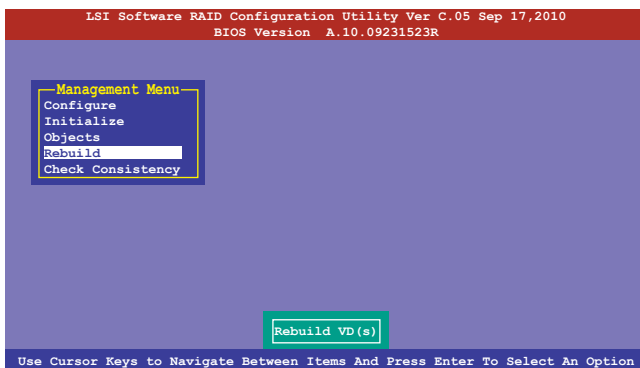 LSI Software RAID Configuration Utility Ver C.05 Sep 17,2010
BIOS Version A.10.09231523R
Management Menu
Configure
Initialize
Objects
Rebuild
Check Consistency
Rebuild VD(s)
Use Cursor Keys to Navigate Between Items And Press Enter To Select An Option